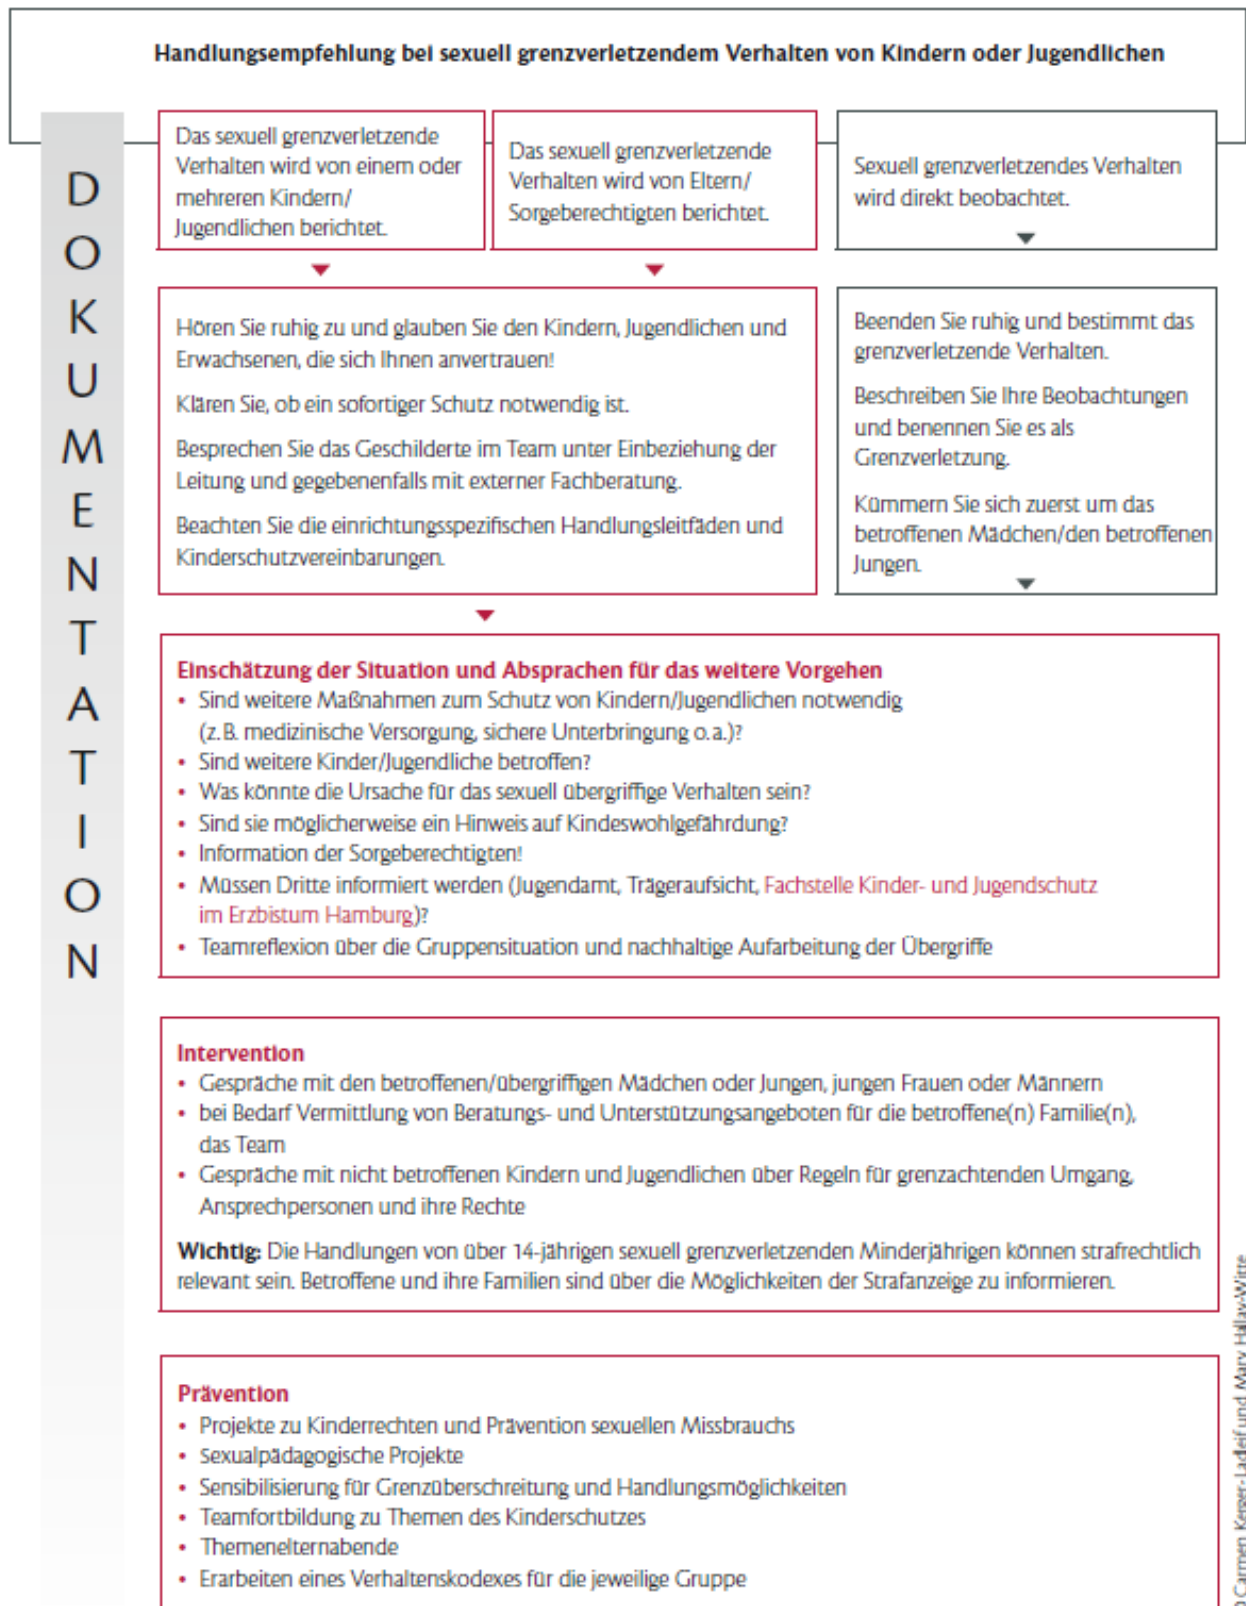 Handlungsempfehlung bei sexuell grenzverletzendem Verhalten von Kindern oder Jugendlichen
DOKUMENTATION
Das sexuell grenzverletzende
Verhalten wird von einem oder
mehreren Kindern/
Jugendlichen berichtet.
Das sexuell grenzverletzende
Verhalten wird von Eltern/
Sorgeberechtigten berichtet.
Sexuell grenzverletzendes Verhalten
wird direkt beobachtet.
Hören Sie ruhig zu und glauben Sie den Kindern, Jugendlichen und
Erwachsenen, die sich Ihnen anvertrauen!
Klären Sie, ob ein sofortiger Schutz notwendig ist.
Besprechen Sie das Geschilderte im Team unter Einbeziehung der
Leitung und gegebenenfalls mit externer Fachberatung.
Beachten Sie die einrichtungsspezifischen Handlungsleitfäden und
Kinderschutzvereinbarungen.
Beenden Sie ruhig und bestimmt das
grenzverletzende Verhalten.
Beschreiben Sie Ihre Beobachtungen
und benennen Sie es als
Grenzverletzung.
Kümmern Sie sich zuerst um das
betroffenen Mädchen/den betroffenen
Jungen.
Einschätzung der Situation und Absprachen für das weitere Vorgehen
• Sind weitere Maßnahmen zum Schutz von Kindern/Jugendlichen notwendig
(z. B. medizinische Versorgung, sichere Unterbringung o. a.)?
• Sind weitere Kinder/Jugendliche betroffen?
• Was könnte die Ursache für das sexuell übergriffige Verhalten sein?
• Sind sie möglicherweise ein Hinweis auf Kindeswohlgefährdung?
• Information der Sorgeberechtigten!
• Müssen Dritte informiert werden (Jugendamt, Trägeraufsicht, Fachstelle Kinder- und Jugendschutz
im Erzbistum Hamburg)?
• Teamreflexion über die Gruppensituation und nachhaltige Aufarbeitung der Übergriffe
Intervention
• Gespräche mit den betroffenen/übergriffigen Mädchen oder Jungen, jungen Frauen oder Männern
• bei Bedarf Vermittlung von Beratungs- und Unterstützungsangeboten für die betroffene(n) Familie(n),
das Team
• Gespräche mit nicht betroffenen Kindern und Jugendlichen über Regeln für grenzachtenden Umgang,
Ansprechpersonen und ihre Rechte
Wichtig: Die Handlungen von über 14-jährigen sexuell grenzverletzenden Minderjährigen können strafrechtlich
relevant sein. Betroffene und ihre Familien sind über die Möglichkeiten der Strafanzeige zu informieren.
Prävention
• Projekte zu Kinderrechten und Prävention sexuellen Missbrauchs
• Sexualpädagogische Projekte
• Sensibilisierung für Grenzüberschreitung und Handlungsmöglichkeiten
• Teamfortbildung zu Themen des Kinderschutzes
• Themenelternabende
• Erarbeiten eines Verhaltenskodexes für die jeweilige Gruppe
© Carmen Kerger-Ladleif und Mary Hallay-Witte